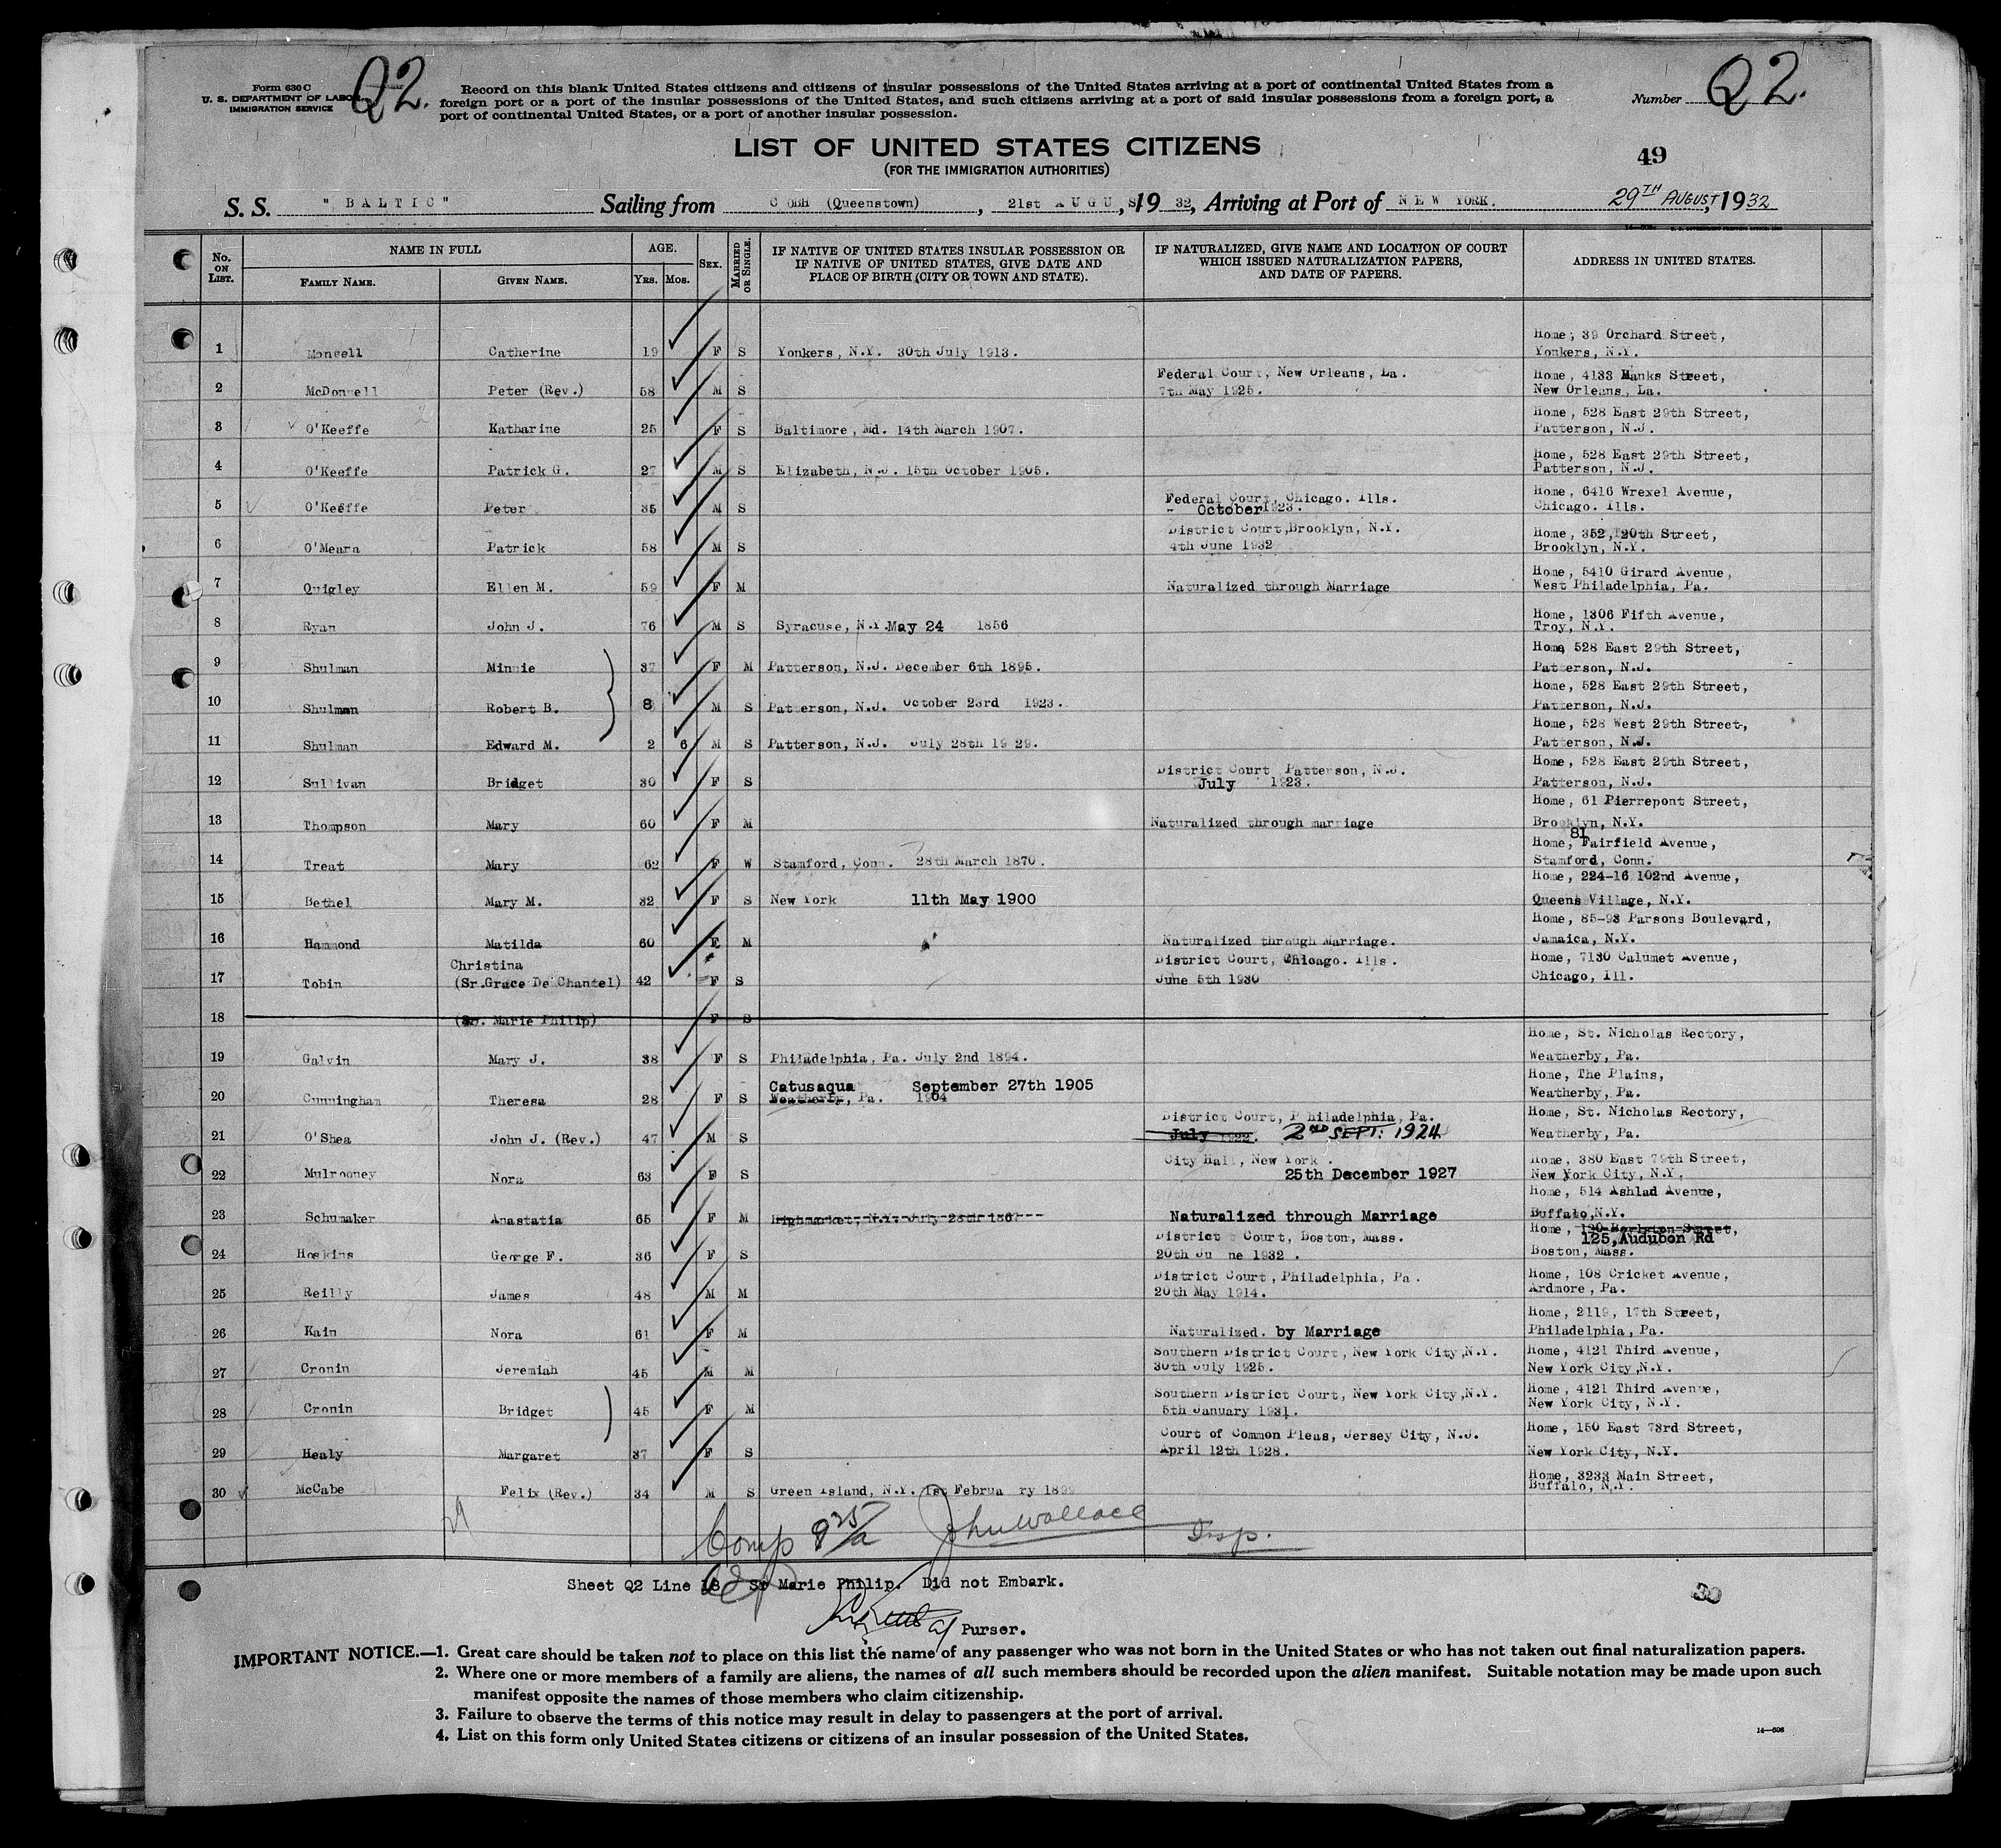 Form 630 C
U. S. DEPARTMENT OF LABOR
IMMIGRATION SERVICE
Q2.
Record on this blank United States citizens and citizens of insular possessions of the United States arriving at a port of continental United States from a
foreign port or a port of the insular possessions of the United States, and such citizens arriving at a port of said insular possessions from a foreign port, a
port of continental United States, or a port of another insular possession.
Number Q2.
LIST OF UNITED STATES CITIZENS
(FOR THE IMMIGRATION AUTHORITIES)
49
S. S. "BALTIC" Sailing from COBH (Queenstown), 21st AUGUS, 1932, Arriving at Port of NEW YORK. 29TH AUGUST, 1932
No. ON LIST. NAME IN FULL AGE. SEX. MARRIED OR SINGLE. IF NATIVE OF UNITED STATES INSULAR POSSESSION OR IF NATIVE OF UNITED STATES, GIVE DATE AND PLACE OF BIRTH (CITY OR TOWN AND STATE). IF NATURALIZED, GIVE NAME AND LOCATION OF COURT WHICH ISSUED NATURALIZATION PAPERS, AND DATE OF PAPERS. ADDRESS IN UNITED STATES.
FAMILY NAME. GIVEN NAME. YRS. MOS.
Home, 39 Orchard Street,
1 Catherine 19 F S Yonkers, N.Y. 30th July 1913. Yonkers, N.Y.
Federal Court, New Orleans, La. Home, 4133 Banks Street,
2 McDonnell Peter (Rev.) 58 M S 7th May 1925. New Orleans, La.
Home, 528 East 29th Street,
3 O'Keeffe Katharine 25 F S Baltimore, Md. 14th March 1907. Patterson, N.J.
Home, 528 East 29th Street,
4 O'Keeffe Patrick G. 27 M S Elizabeth, N.J. 15th October 1905. Patterson, N.J.
Federal Court, Chicago. Ills. Home, 6416 Wrexel Avenue,
5 O'Keeffe Peter 35 M S October 1923. Chicago. Ills.
District Court, Brooklyn, N.Y. Home, 352, 20th Street,
6 O'Meara Patrick 58 M S 4th June 1932 Brooklyn, N.Y.
Home, 5410 Girard Avenue,
7 Quigley Ellen M. 59 F M Naturalized through Marriage West Philadelphia, Pa.
Home, 1306 Fifth Avenue,
8 Ryan John J. 76 M S Syracuse, N.Y. May 24 1856 Troy, N.Y.
Home, 528 East 29th Street,
9 Shulman Minnie 37 F M Patterson, N.J. December 6th 1895. Patterson, N.J.
Home, 528 East 29th Street,
10 Shulman Robert B. 8 M S Patterson, N.J. October 23rd 1923. Patterson, N.J.
Home, 528 West 29th Street,
11 Shulman Edward M. 2 6 M S Patterson, N.J. July 28th 19 29. Patterson, N.J.
District Court Patterson, N.J. Home, 528 East 29th Street,
12 Sullivan Bridget 30 F S July 1923. Patterson, N.J.
Home, 61 Pierrepont Street,
13 Thompson Mary 60 F M Naturalized through marriage Brooklyn, N.Y.
81
Home, Fairfield Avenue,
14 Treat Mary 62 F W Stamford, Conn. 28th March 1870. Stamford, Conn.
Home, 224-16 102nd Avenue,
15 Bethel Mary M. 32 F S New York 11th May 1900 Queens Village, N.Y.
Home, 85-93 Parsons Boulevard,
16 Hammond Matilda 60 F M Naturalized through Marriage. Jamaica, N.Y.
Christina District Court, Chicago. Ills. Home, 7130 Calumet Avenue,
17 Tobin (Sr. Grace De Chantel) 42 F S June 5th 1930 Chicago, Ill.
18 (Sr. Marie Philip) F S
Home, St. Nicholas Rectory,
19 Galvin Mary J. 38 F S Philadelphia, Pa. July 2nd 1894. Weatherby, Pa.
Catusaqua September 27th 1905 Home, The Plains,
20 Cunningham Theresa 28 F S Weatherby, Pa. 1904 Weatherby, Pa.
District Court, Philadelphia, Pa. Home, St. Nicholas Rectory,
21 O'Shea John J. (Rev.) 47 M S July 1922. 2ND SEPT: 1924 Weatherby, Pa.
City Hall, New York. Home, 380 East 79th Street,
22 Mulrooney Nora 63 F S 25th December 1927 New York City, N.Y,
Home, 514 Ashlad Avenue,
23 Schumaker Anastatia 65 F M Highmarket, N.Y. July 28th 1867 Naturalized through Marriage Buffalo, N.Y.
District Court, Boston, Mass. Home, Street,
125, Audubon Rd
24 Hoskins George F. 36 F S 20th Ju ne 1932. Boston, Mass.
District Court, Philadelphia, Pa. Home, 108 Cricket Avenue,
25 Reilly James 48 M M 20th May 1914. Ardmore, Pa.
Home, 2119, 17th Street,
26 Kain Nora 61 F M Naturalized. by Marriage Philadelphia, Pa.
Southern District Court, New York City, N.Y. Home, 4121 Third Avenue,
27 Cronin Jeremiah 45 M M 30th July 1925. New York City, N.Y.
Southern District Court, New York City, N.Y. Home, 4121 Third Avenue,
28 Cronin Bridget 45 F M 5th January 1931. New York City, N.Y.
Court of Common Pleas, Jersey City, N.J. Home, 150 East 73rd Street,
29 Healy Margaret 37 F S April 12th 1928. New York City, N.Y.
Home, 3233 Main Street,
30 McCabe Felix (Rev.) 34 M S Green Island, N.Y. 1st Februa ry Buffalo, N.Y.
Comp John Wallace Insp.
Sheet Q2 Line 18 Sr Marie Philip. Did not Embark.
30
Purser.
IMPORTANT NOTICE.—1. Great care should be taken not to place on this list the name of any passenger who was not born in the United States or who has not taken out final naturalization papers.
2. Where one or more members of a family are aliens, the names of all such members should be recorded upon the alien manifest. Suitable notation may be made upon such
manifest opposite the names of those members who claim citizenship.
3. Failure to observe the terms of this notice may result in delay to passengers at the port of arrival.
4. List on this form only United States citizens or citizens of an insular possession of the United States.
14—606